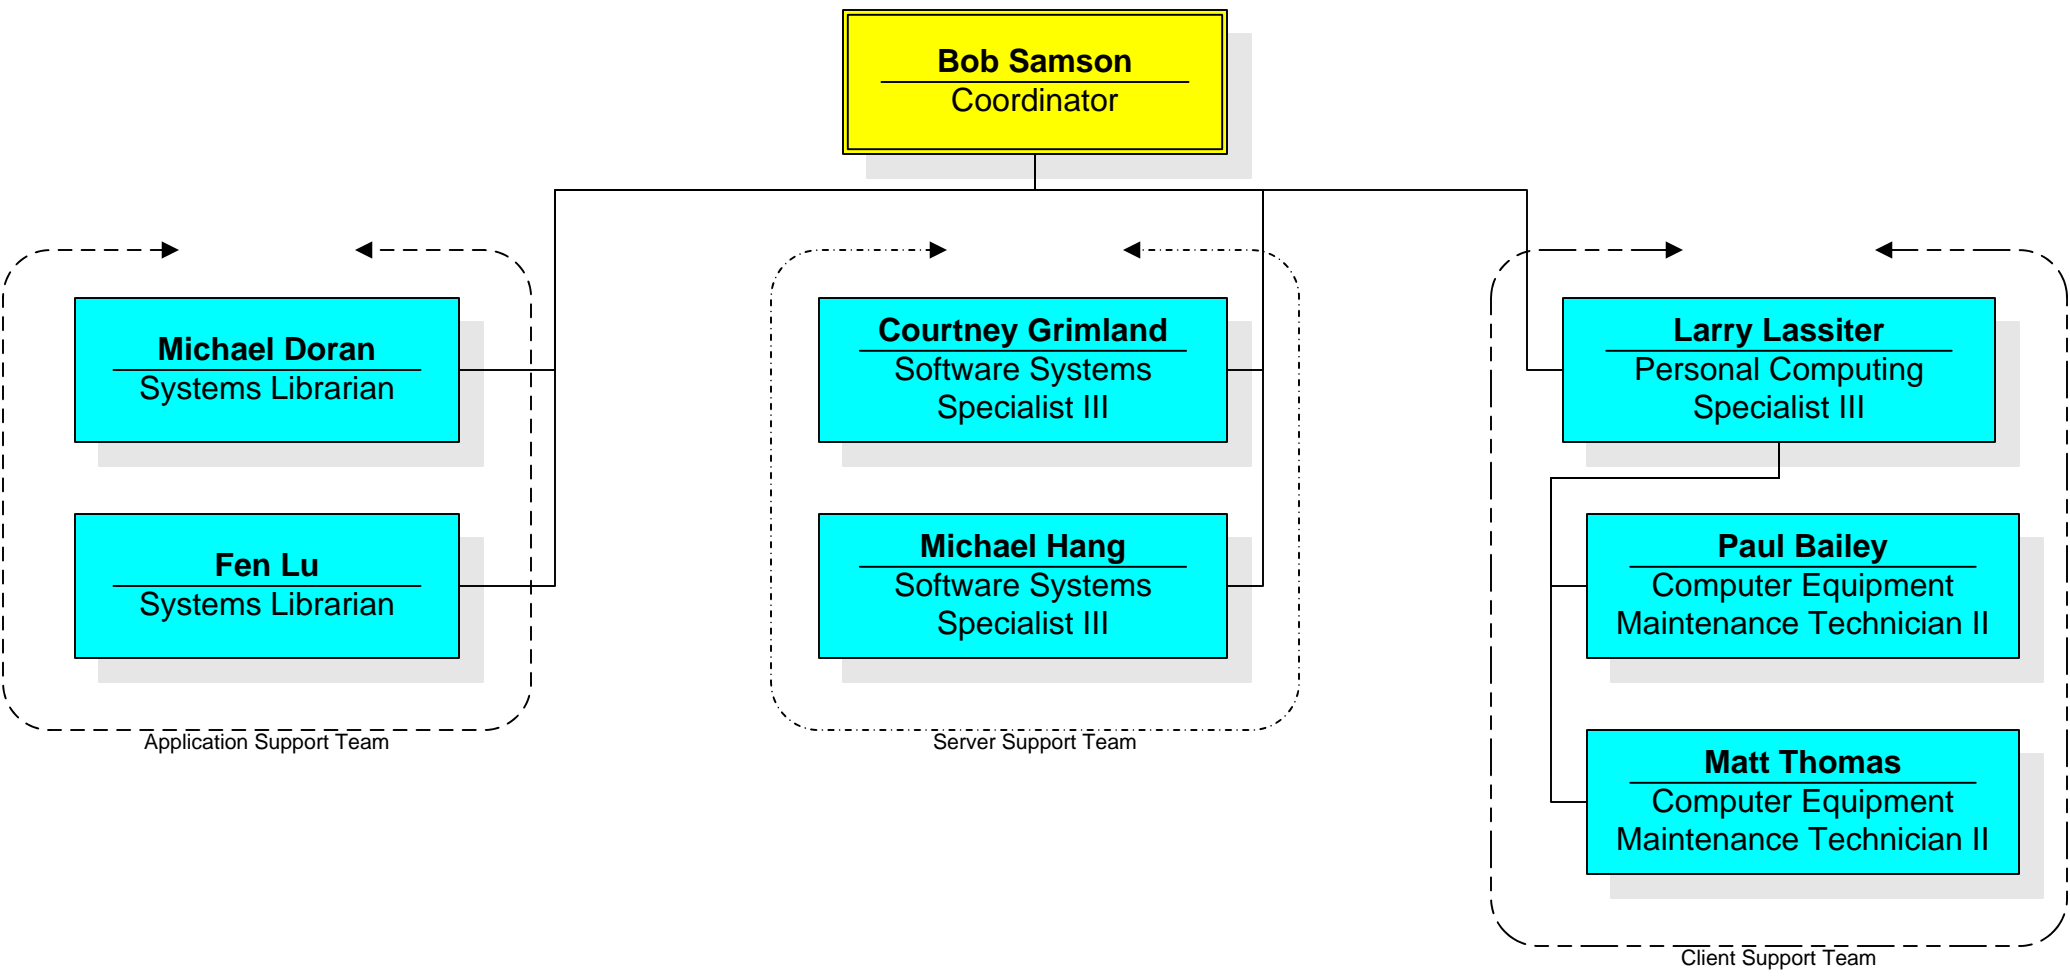 Bob Samson
Coordinator
Michael Doran
Systems Librarian
Fen Lu
Systems Librarian
Application Support Team
Courtney Grimland
Software Systems
Specialist III
Michael Hang
Software Systems
Specialist III
Server Support Team
Larry Lassiter
Personal Computing
Specialist III
Paul Bailey
Computer Equipment
Maintenance Technician II
Matt Thomas
Computer Equipment
Maintenance Technician II
Client Support Team